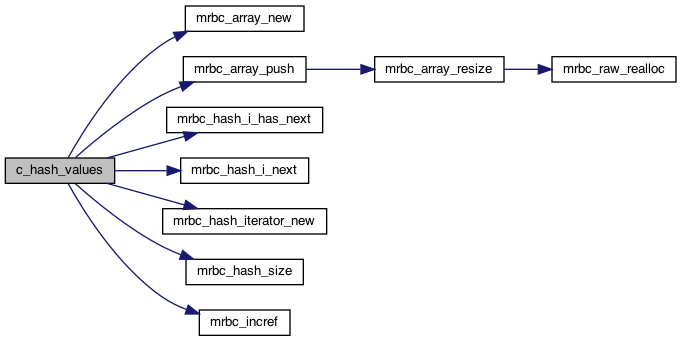 mrbc_array_new
mrbc_array_push
mrbc_array_resize
mrbc_raw_realloc
mrbc_hash_i_has_next
c_hash_values
mrbc_hash_i_next
mrbc_hash_iterator_new
mrbc_hash_size
mrbc_incref